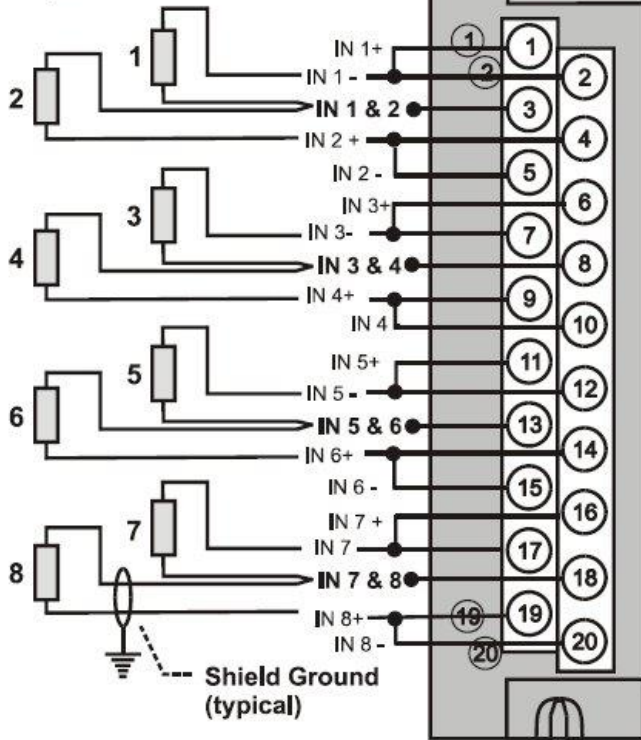 1
IN 1+
1
1
IN 1 -
2
2
2
IN 1 & 2
3
IN 2 +
4
IN 2 -
5
IN 3+
6
3
IN 3-
7
4
IN 3 & 4
8
IN 4+
9
IN 4
10
IN 5+
11
5
IN 5 -
12
6
IN 5 & 6
13
IN 6+
14
IN 6 -
15
IN 7 +
16
7
IN 7
17
8
IN 7 & 8
18
IN 8+
19
19
IN 8 -
20
20
Shield Ground
(typical)